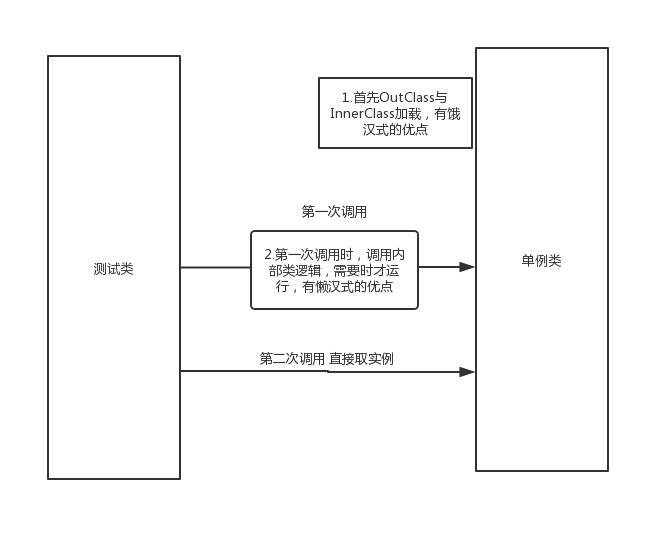 1.首先OutClass与
InnerClass加载，有饿
汉式的优点
第一次调用
测试类
2.第一次调用时，调用内
部类逻辑，需要时才运
行，有懒汉式的优点
单例类
第二次调用 直接取实例